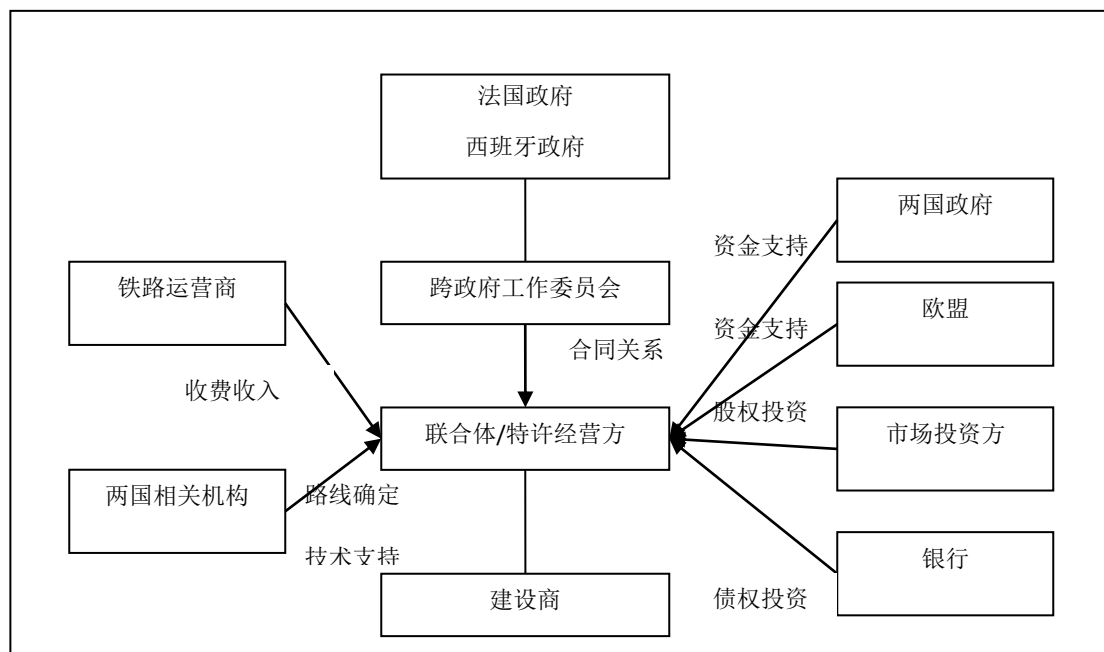 法国政府
西班牙政府
两国政府
资金支持
铁路运营商
跨政府工作委员会
欧盟
资金支持
合同关系
收费收入
股权投资
联合体/特许经营方
市场投资方
两国相关机构
路线确定
技术支持
银行
建设商
债权投资